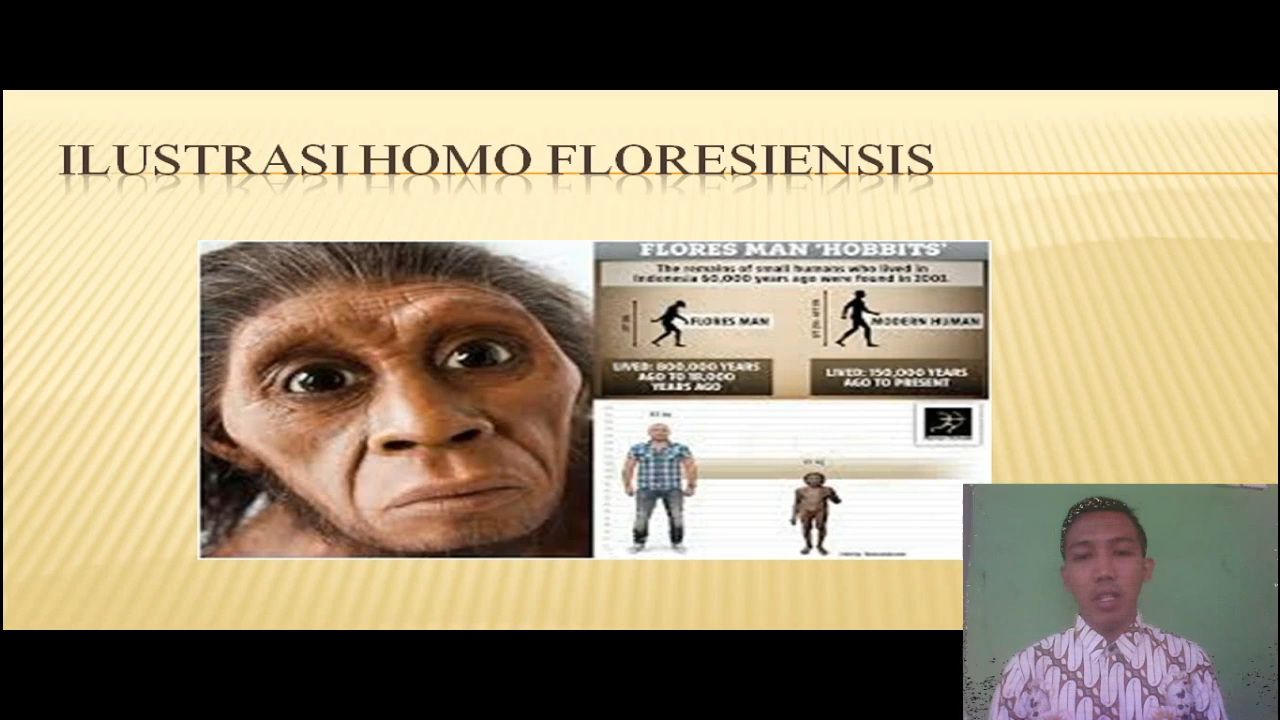 ILUSTRASI HOMO FLORESIENSIS
FLORES MAN 'HOBBITS'
The remains of small humans who lived in
Indonesia 60,000 years ago were found in 2003.
FLORES MAN
MODERN HUMAN
LIVED: 800,000 YEARS
AGO TO 18,000
YEARS AGO
LIVED: 150,000 YEARS
AGO TO PRESENT